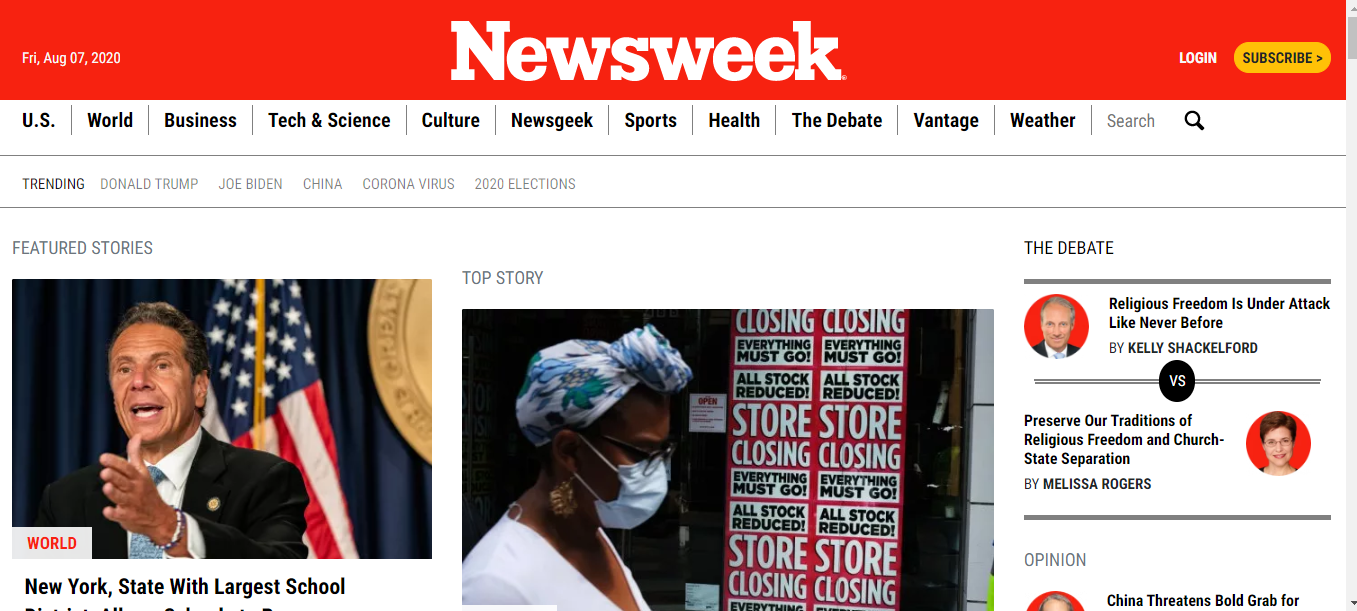 Fri, Aug 07, 2020
Newsweek
LOGIN
SUBSCRIBE >
U.S.
World
Business
Tech & Science
Culture
Newsgeek
Sports
Health
The Debate
Vantage
Weather
Search
TRENDING
DONALD TRUMP
JOE BIDEN
CHINA
CORONA VIRUS
2020 ELECTIONS
FEATURED STORIES
WORLD
New York, State With Largest School
TOP STORY
CLOSING CLOSING
EVERYTHING EVERYTHING
MUST GO! MUST GO!
ALL STOCK ALL STOCK
REDUCED! REDUCED!
OPEN
STORE STORE
CLOSING CLOSING
EVERYTHING EVERYTHING
MUST GO! MUST GO!
ALL STOCK ALL STOCK
REDUCED! REDUCED!
STORE STORE
CLOSING CLOSING
EVERYTHING EVERYTHING
THE DEBATE
Religious Freedom Is Under Attack
Like Never Before
BY KELLY SHACKELFORD
VS
Preserve Our Traditions of
Religious Freedom and Church-
State Separation
BY MELISSA ROGERS
OPINION
China Threatens Bold Grab for